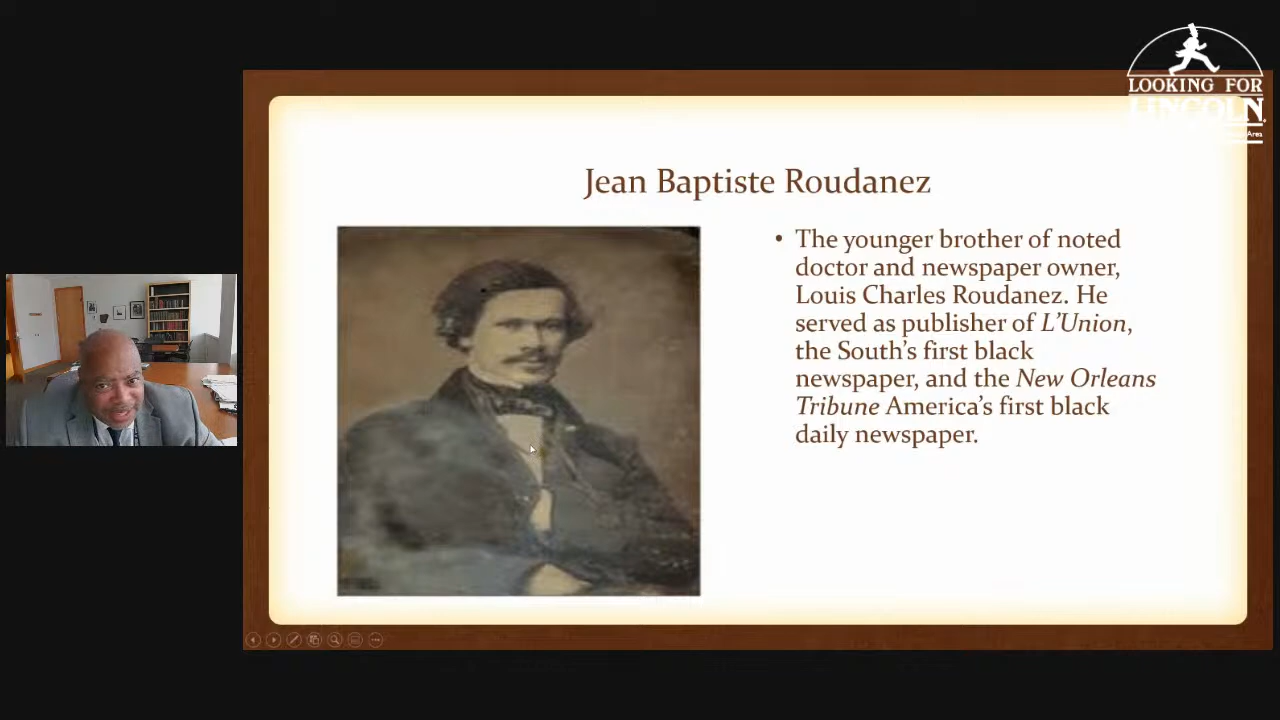 LOOKING FOR
LINCOLN
Area
Jean Baptiste Roudanez
• The younger brother of noted
doctor and newspaper owner,
Louis Charles Roudanez. He
served as publisher of L’Union,
the South’s first black
newspaper, and the New Orleans
Tribune America’s first black
daily newspaper.